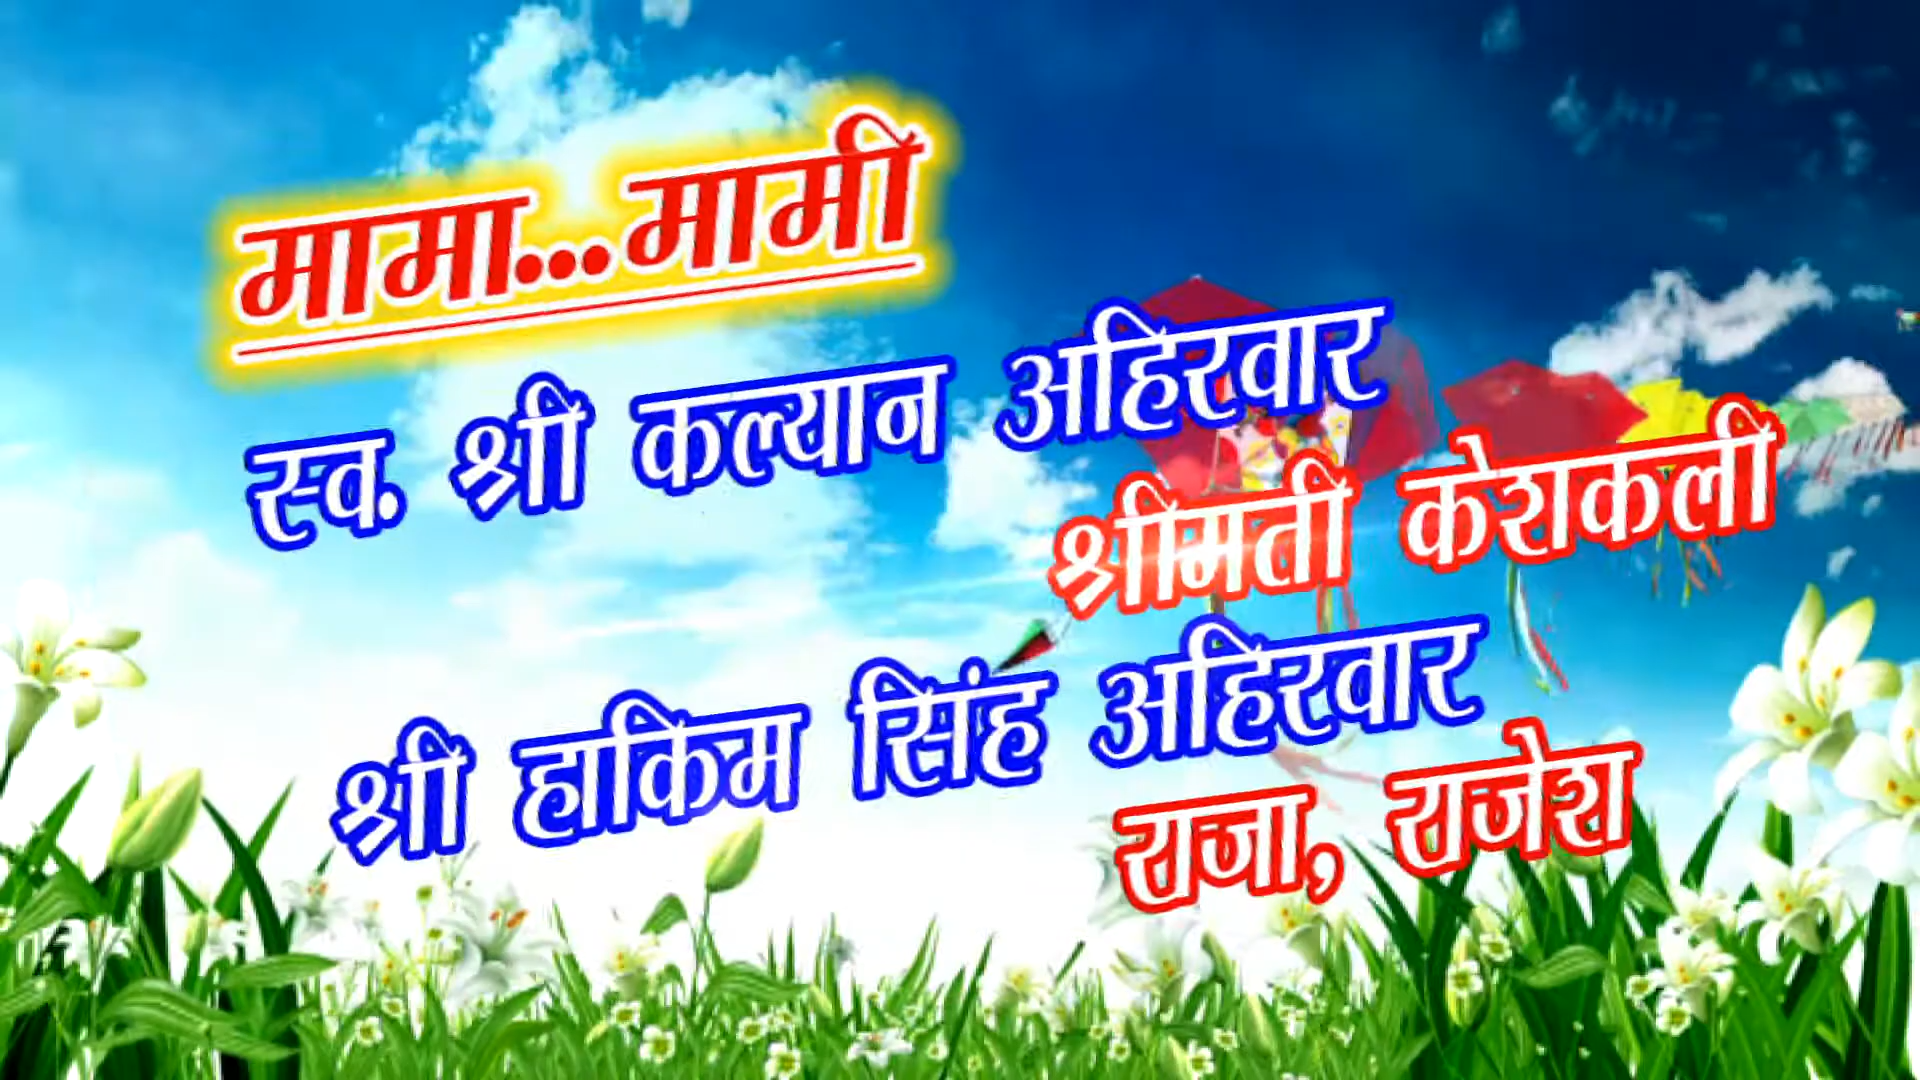 मामा...मामी
स्व. श्री कल्यान अहिरवार
श्रीमती केशकली
श्री हाकिम सिंह अहिरवार
राजा, राजेश